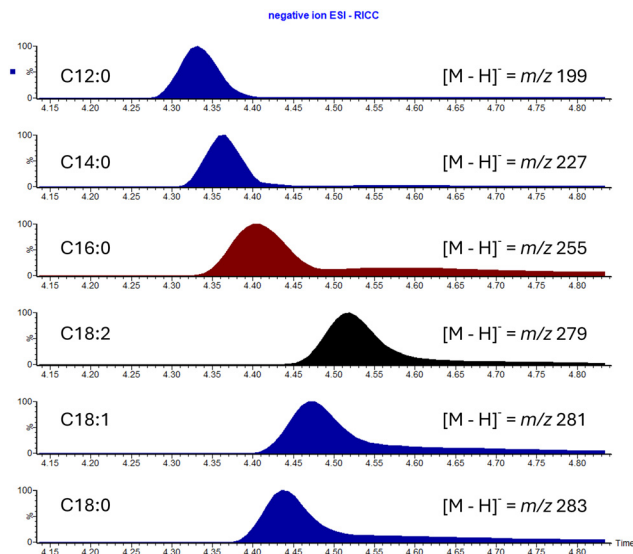 negative ion ESI - RICC
100
%
0
C12:0
[M - H]⁻ = m/z 199
4.15 4.20 4.25 4.30 4.35 4.40 4.45 4.50 4.55 4.60 4.65 4.70 4.75 4.80
100
%
0
C14:0
[M - H]⁻ = m/z 227
4.15 4.20 4.25 4.30 4.35 4.40 4.45 4.50 4.55 4.60 4.65 4.70 4.75 4.80
100
%
0
C16:0
[M - H]⁻ = m/z 255
4.15 4.20 4.25 4.30 4.35 4.40 4.45 4.50 4.55 4.60 4.65 4.70 4.75 4.80
100
%
0
C18:2
[M - H]⁻ = m/z 279
4.15 4.20 4.25 4.30 4.35 4.40 4.45 4.50 4.55 4.60 4.65 4.70 4.75 4.80
100
%
0
C18:1
[M - H]⁻ = m/z 281
4.15 4.20 4.25 4.30 4.35 4.40 4.45 4.50 4.55 4.60 4.65 4.70 4.75 4.80
100
%
0
C18:0
[M - H]⁻ = m/z 283
Time
4.15 4.20 4.25 4.30 4.35 4.40 4.45 4.50 4.55 4.60 4.65 4.70 4.75 4.80